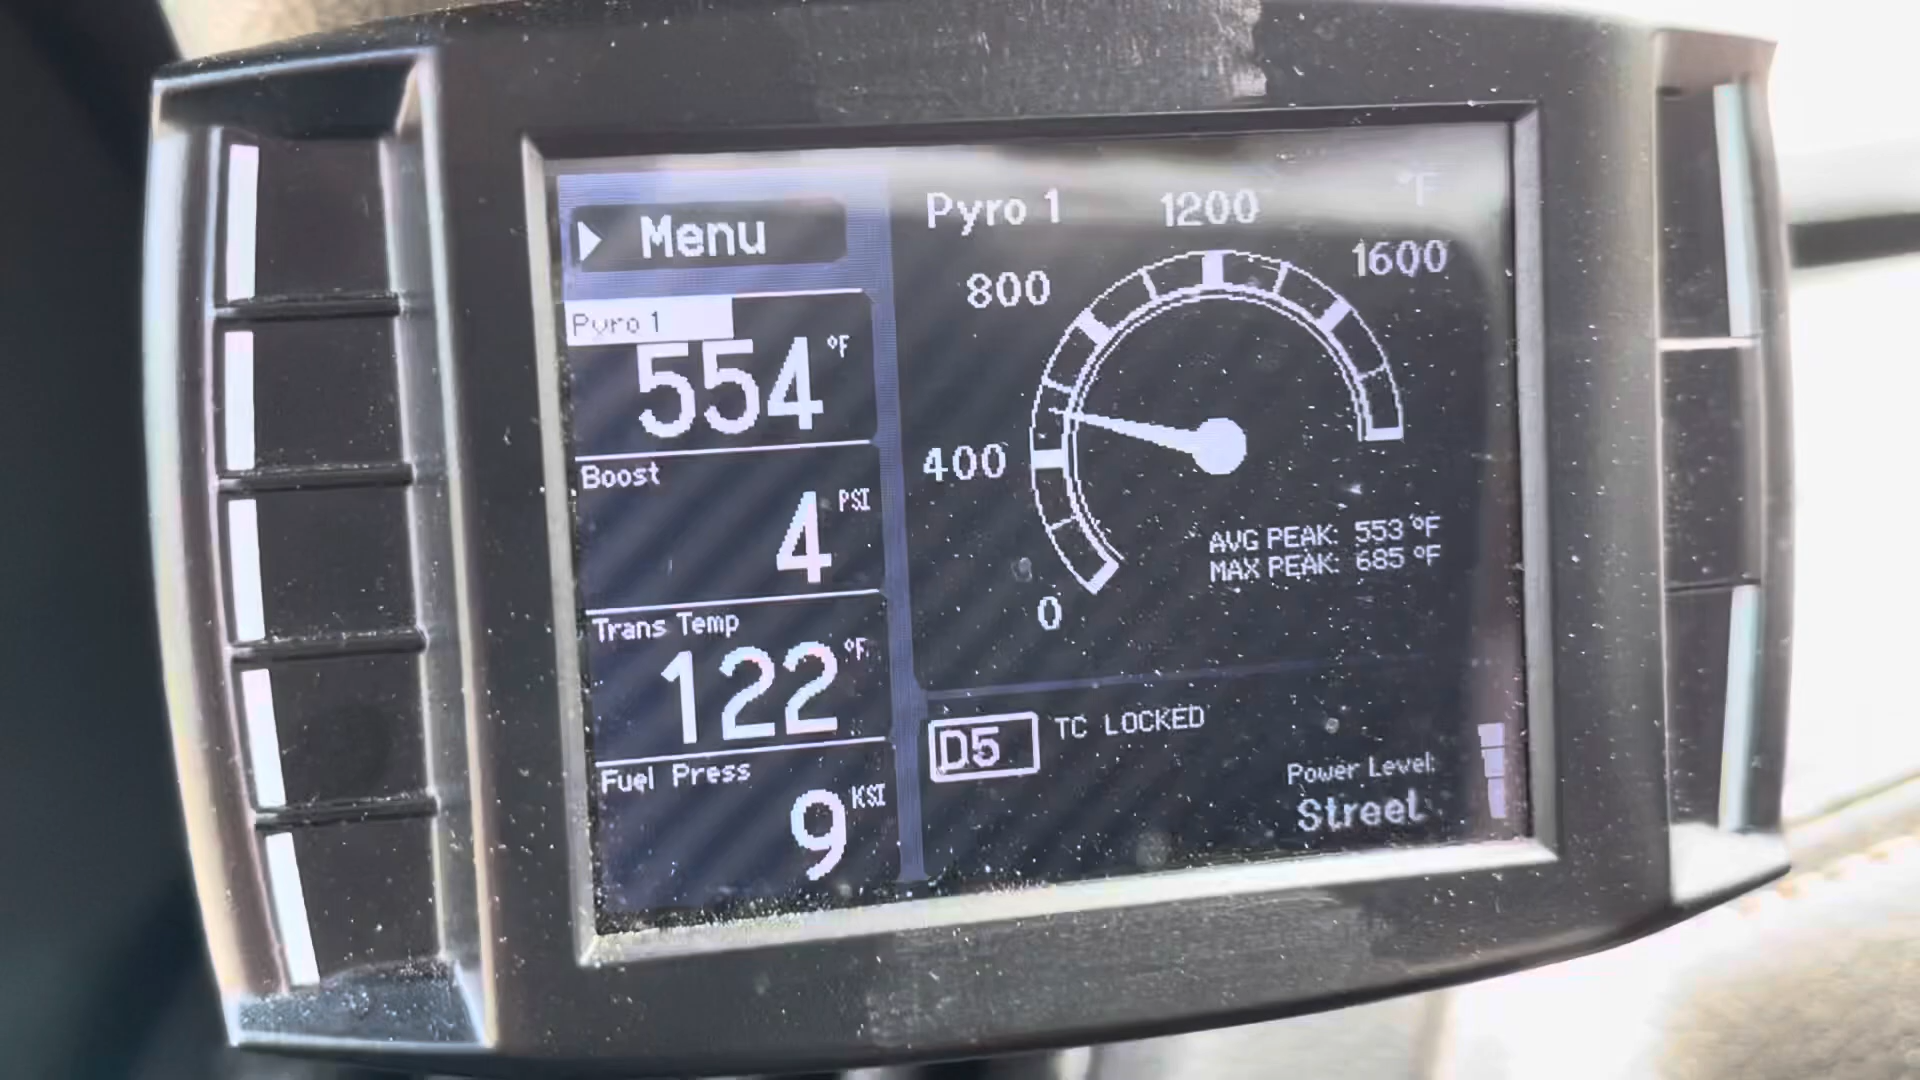 Menu
Pyro 1
554 °F
Boost
4 PSI
Trans Temp
122 °F
Fuel Press
9 KSI
Pyro 1
°F
0
400
800
1200
1600
AVG PEAK: 553 °F
MAX PEAK: 685 °F
D5 TC LOCKED
Power Level:
Street